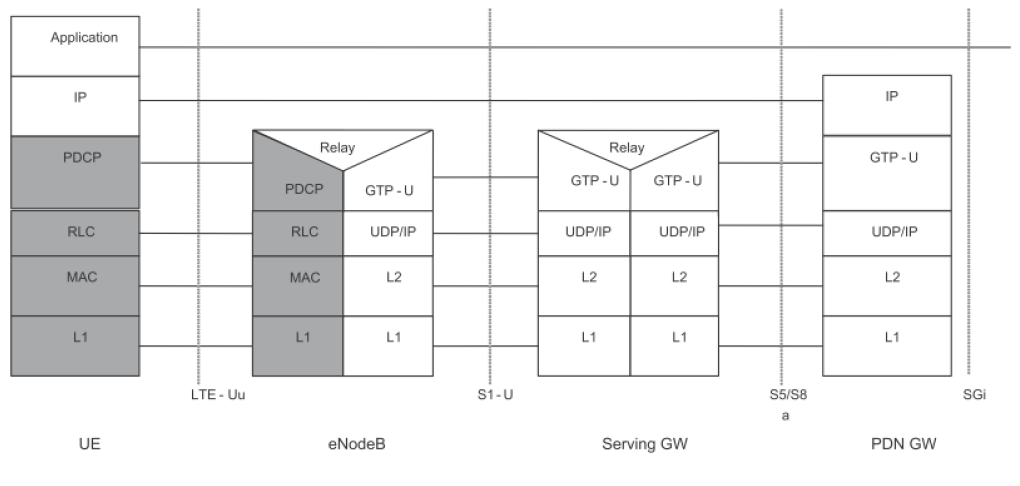 Application
IP
IP
PDCP
Relay
Relay
GTP - U
PDCP
GTP - U
GTP - U
GTP - U
RLC
RLC
UDP/IP
UDP/IP
UDP/IP
UDP/IP
MAC
MAC
L2
L2
L2
L2
L1
L1
L1
L1
L1
L1
LTE - Uu
S1 - U
S5/S8
a
SGi
UE
eNodeB
Serving GW
PDN GW